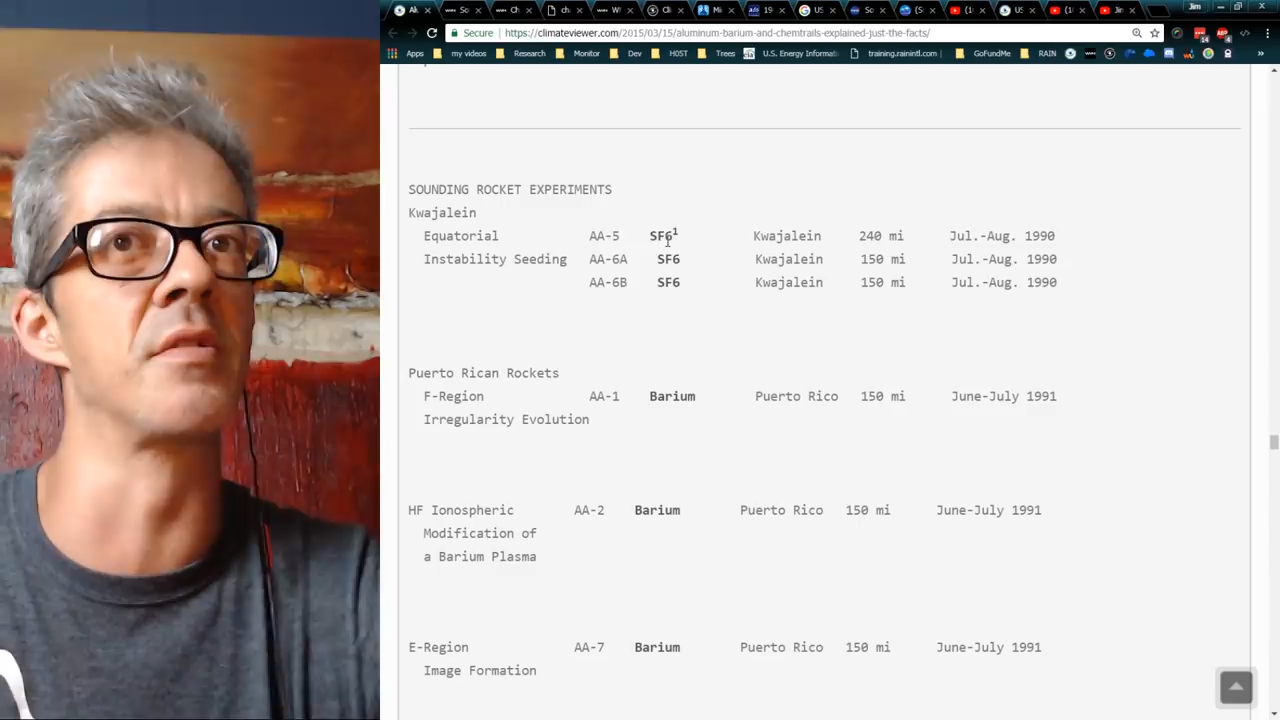 Jim
Secure
https://climateviewer.com/2015/03/15/aluminum-barium-and-chemtrails-explained-just-the-facts/
Apps my videos Research Monitor Dev H0ST Trees U.S. Energy Informati training.rainintl.com GoFundMe RAIN
SOUNDING ROCKET EXPERIMENTS
Kwajalein
Equatorial AA-5 SF6¹ Kwajalein 240 mi Jul.-Aug. 1990
Instability Seeding AA-6A SF6 Kwajalein 150 mi Jul.-Aug. 1990
AA-6B SF6 Kwajalein 150 mi Jul.-Aug. 1990
Puerto Rican Rockets
F-Region AA-1 Barium Puerto Rico 150 mi June-July 1991
Irregularity Evolution
HF Ionospheric AA-2 Barium Puerto Rico 150 mi June-July 1991
Modification of
a Barium Plasma
E-Region AA-7 Barium Puerto Rico 150 mi June-July 1991
Image Formation